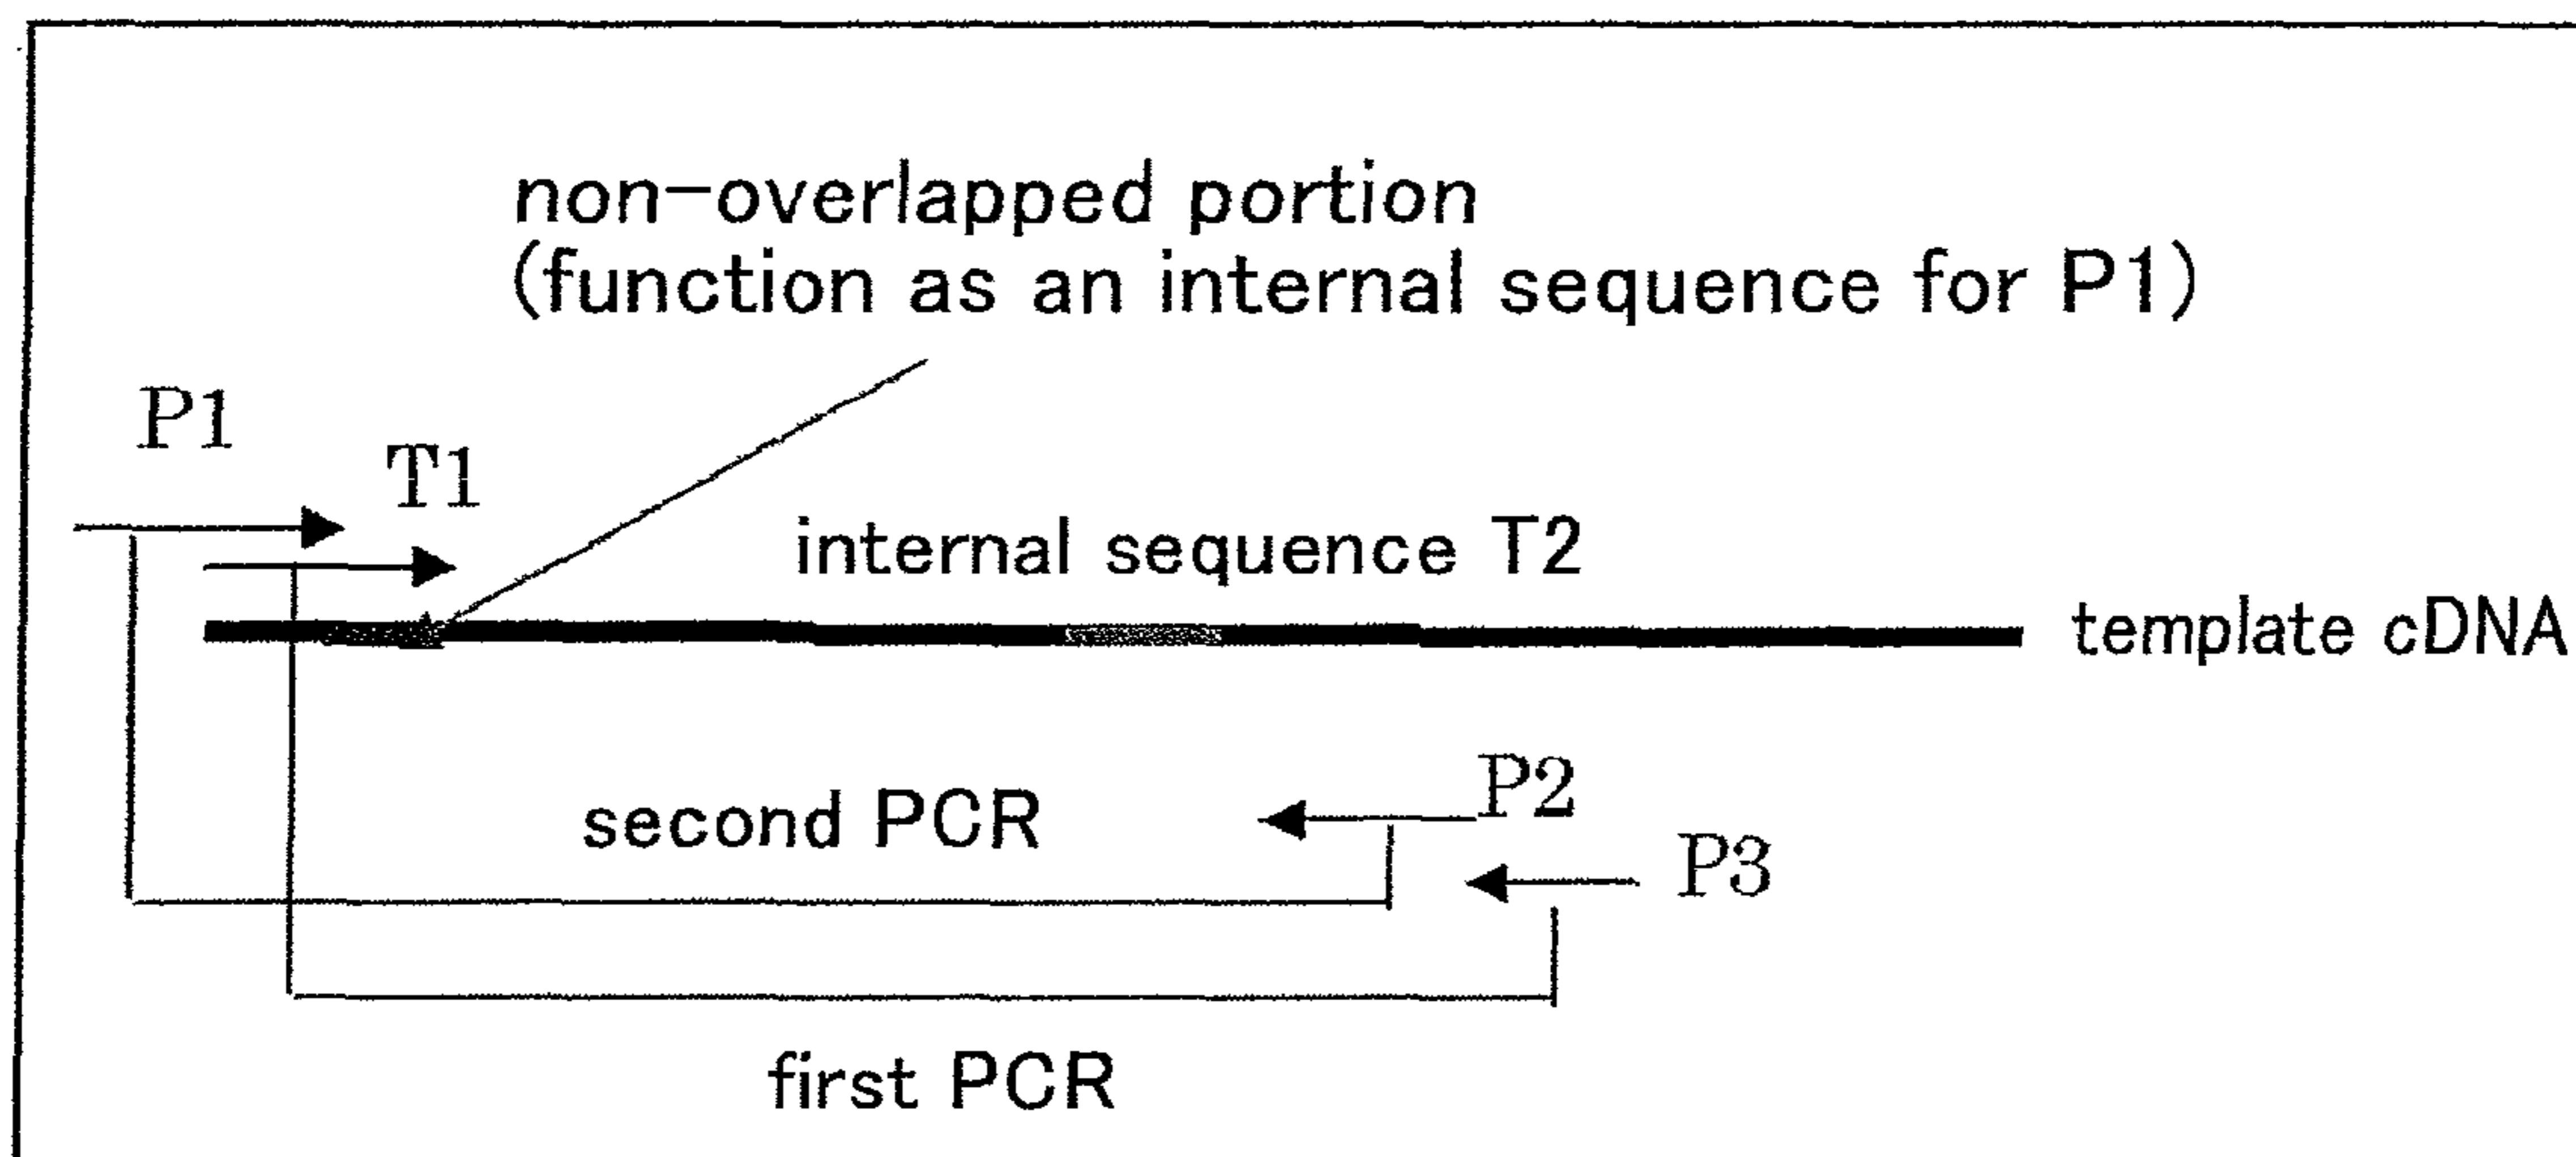 non-overlapped portion
(function as an internal sequence for P1)
P1
T1
internal sequence T2
template cDNA
second PCR
P2
P3
first PCR